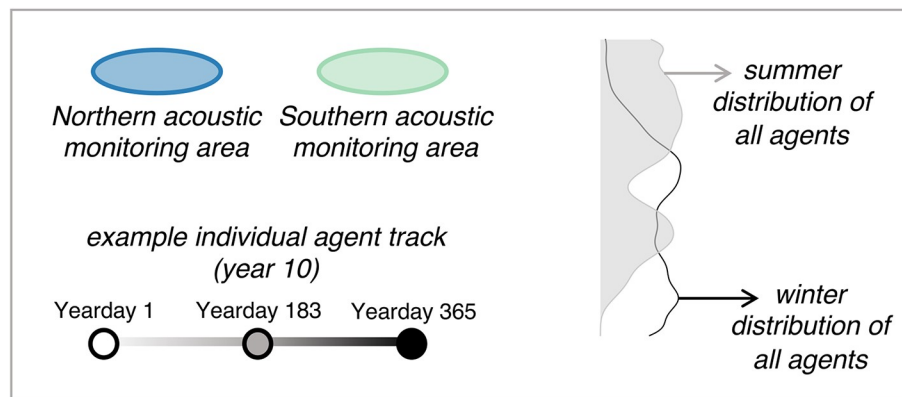 Northern acoustic
monitoring area
Southern acoustic
monitoring area
example individual agent track
(year 10)
Yearday 1
Yearday 183
Yearday 365
summer
distribution of
all agents
winter
distribution of
all agents